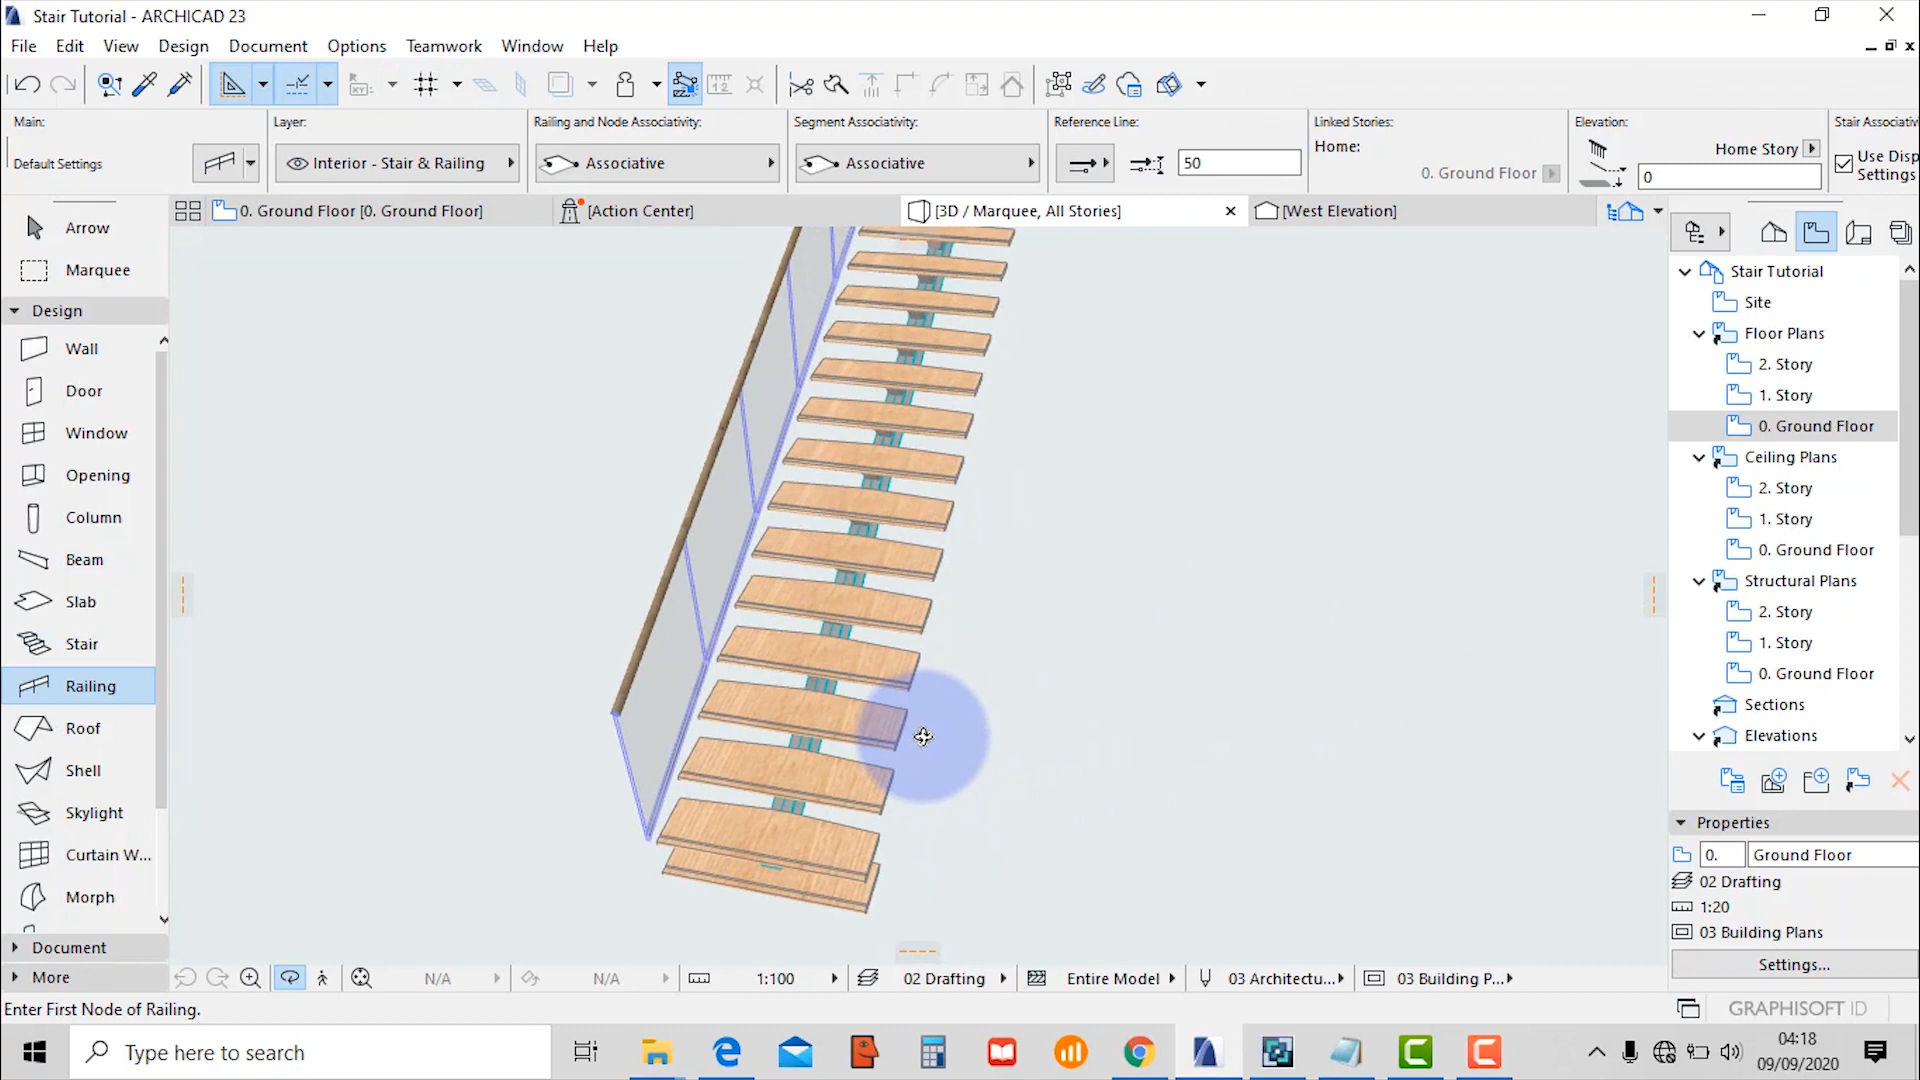 Stair Tutorial - ARCHICAD 23
File Edit View Design Document Options Teamwork Window Help
Main: Layer: Railing and Node Associativity: Segment Associativity: Reference Line: Linked Stories: Elevation: Stair Associativi
Home: Home Story Use Disp
Default Settings Interior - Stair & Railing Associative Associative 50 0. Ground Floor 0 Settings
0. Ground Floor [0. Ground Floor] [Action Center] [3D / Marquee, All Stories] [West Elevation]
Arrow
Marquee
Design
Wall
Door
Window
Opening
Column
Beam
Slab
Stair
Railing
Roof
Shell
Skylight
Curtain W...
Morph
Document
More
Stair Tutorial
Site
Floor Plans
2. Story
1. Story
0. Ground Floor
Ceiling Plans
2. Story
1. Story
0. Ground Floor
Structural Plans
2. Story
1. Story
0. Ground Floor
Sections
Elevations
Properties
0. Ground Floor
02 Drafting
1:20
03 Building Plans
Settings...
N/A N/A 1:100 02 Drafting Entire Model 03 Architectu... 03 Building P...
Enter First Node of Railing. GRAPHISOFT ID
Type here to search 04:18
09/09/2020